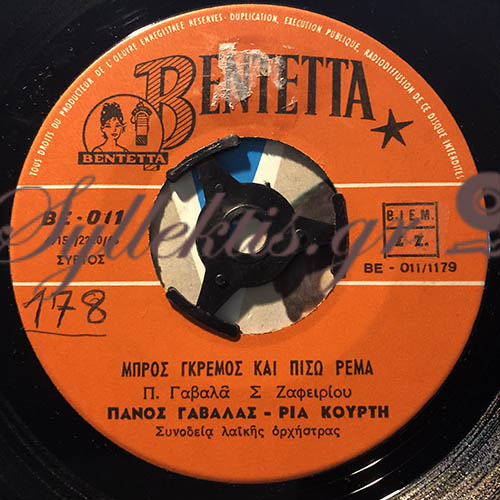 TOUS DROITS DU PRODUCTEUR DE L'OEUVRE ENREGISTREE RESERVES - DUPLICATION, EXECUTION PUBLIQUE, RADIODIFFUSION DE CE DISQUE INTERDITES
BENTETTA
BENTETTA
BE-011
ΣΥΡΤΟΣ
178
B.I.E.M.
Σ. Σ.
BE - 011/1179
Syllektis.gr
ΜΠΡΟΣ ΓΚΡΕΜΟΣ ΚΑΙ ΠΙΣΩ ΡΕΜΑ
Π. Γαβαλᾶ Σ Ζαφειρίου
ΠΑΝΟΣ ΓΑΒΑΛΑΣ - ΡΙΑ ΚΟΥΡΤΗ
Συνοδεία λαϊκῆς ὀρχήστρας